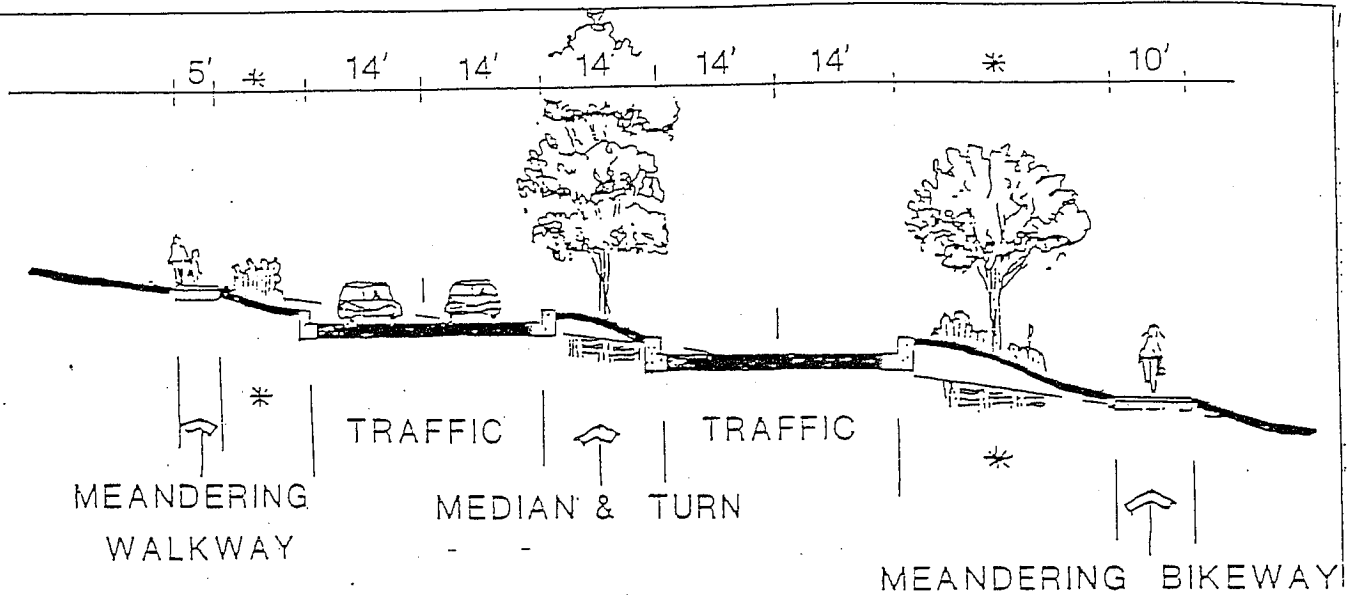 5' * 14' 14' 14 14' 14' * 10'
* TRAFFIC TRAFFIC *
MEANDERING WALKWAY
MEDIAN & TURN
MEANDERING BIKEWAY